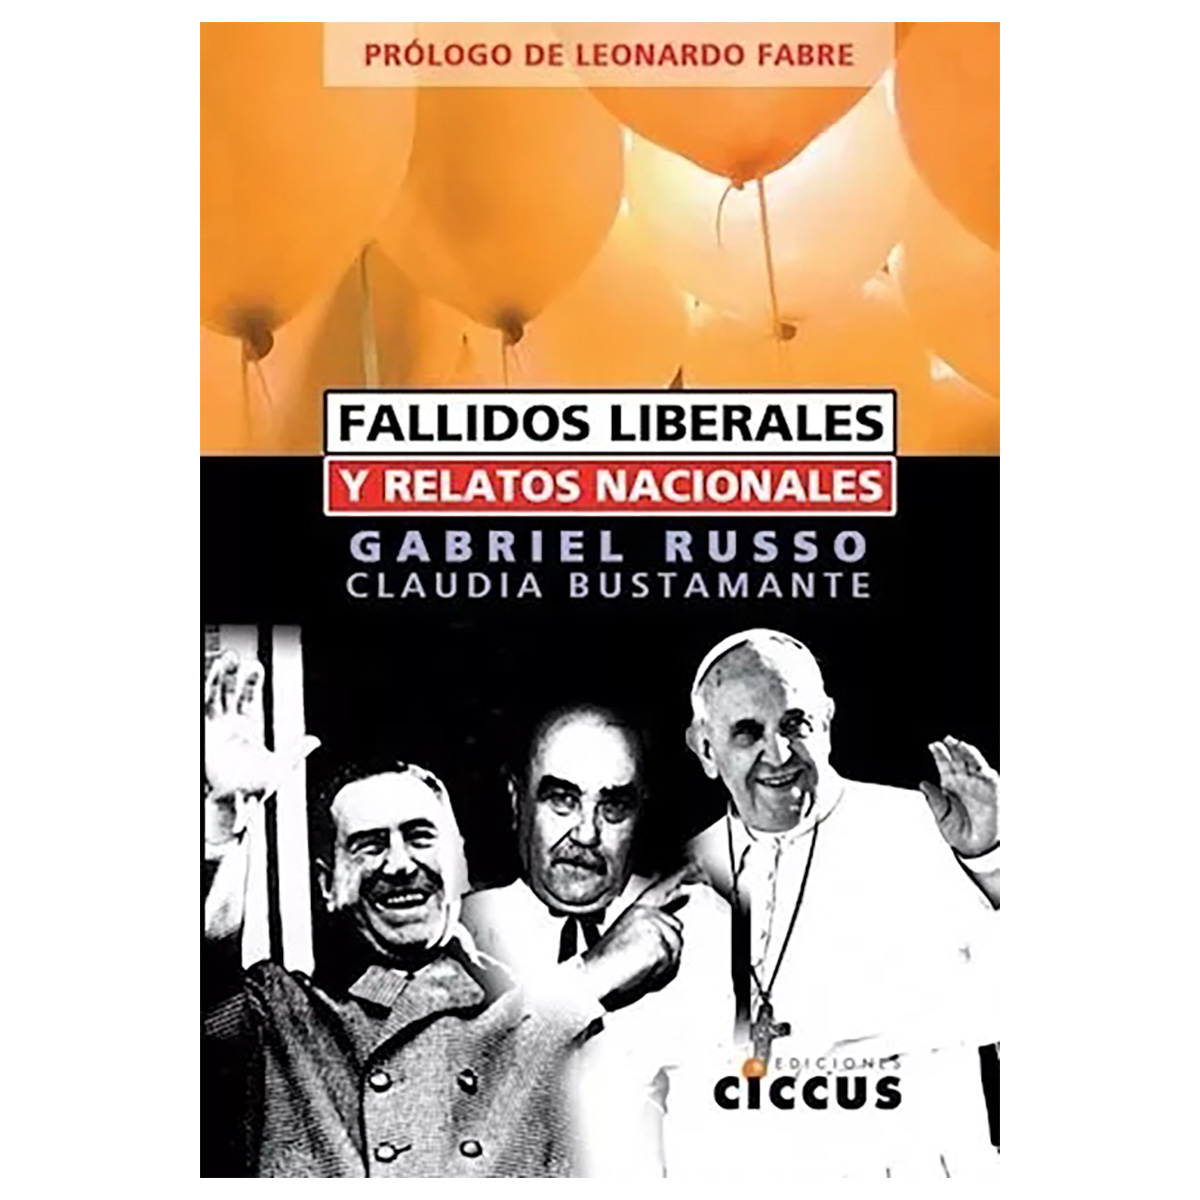 PRÓLOGO DE LEONARDO FABRE
FALLIDOS LIBERALES
Y RELATOS NACIONALES
GABRIEL RUSSO
CLAUDIA BUSTAMANTE
EDICIONES
CICCUS